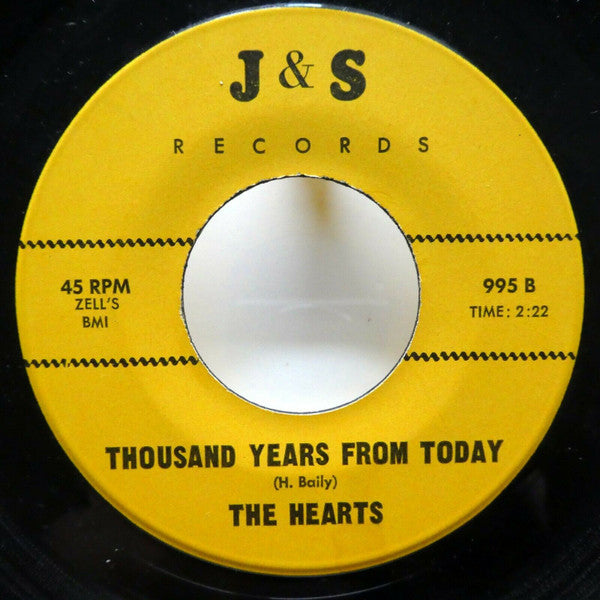 J & S
RECORDS
45 RPM
ZELL'S
BMI
995 B
TIME: 2:22
THOUSAND YEARS FROM TODAY
(H. Baily)
THE HEARTS